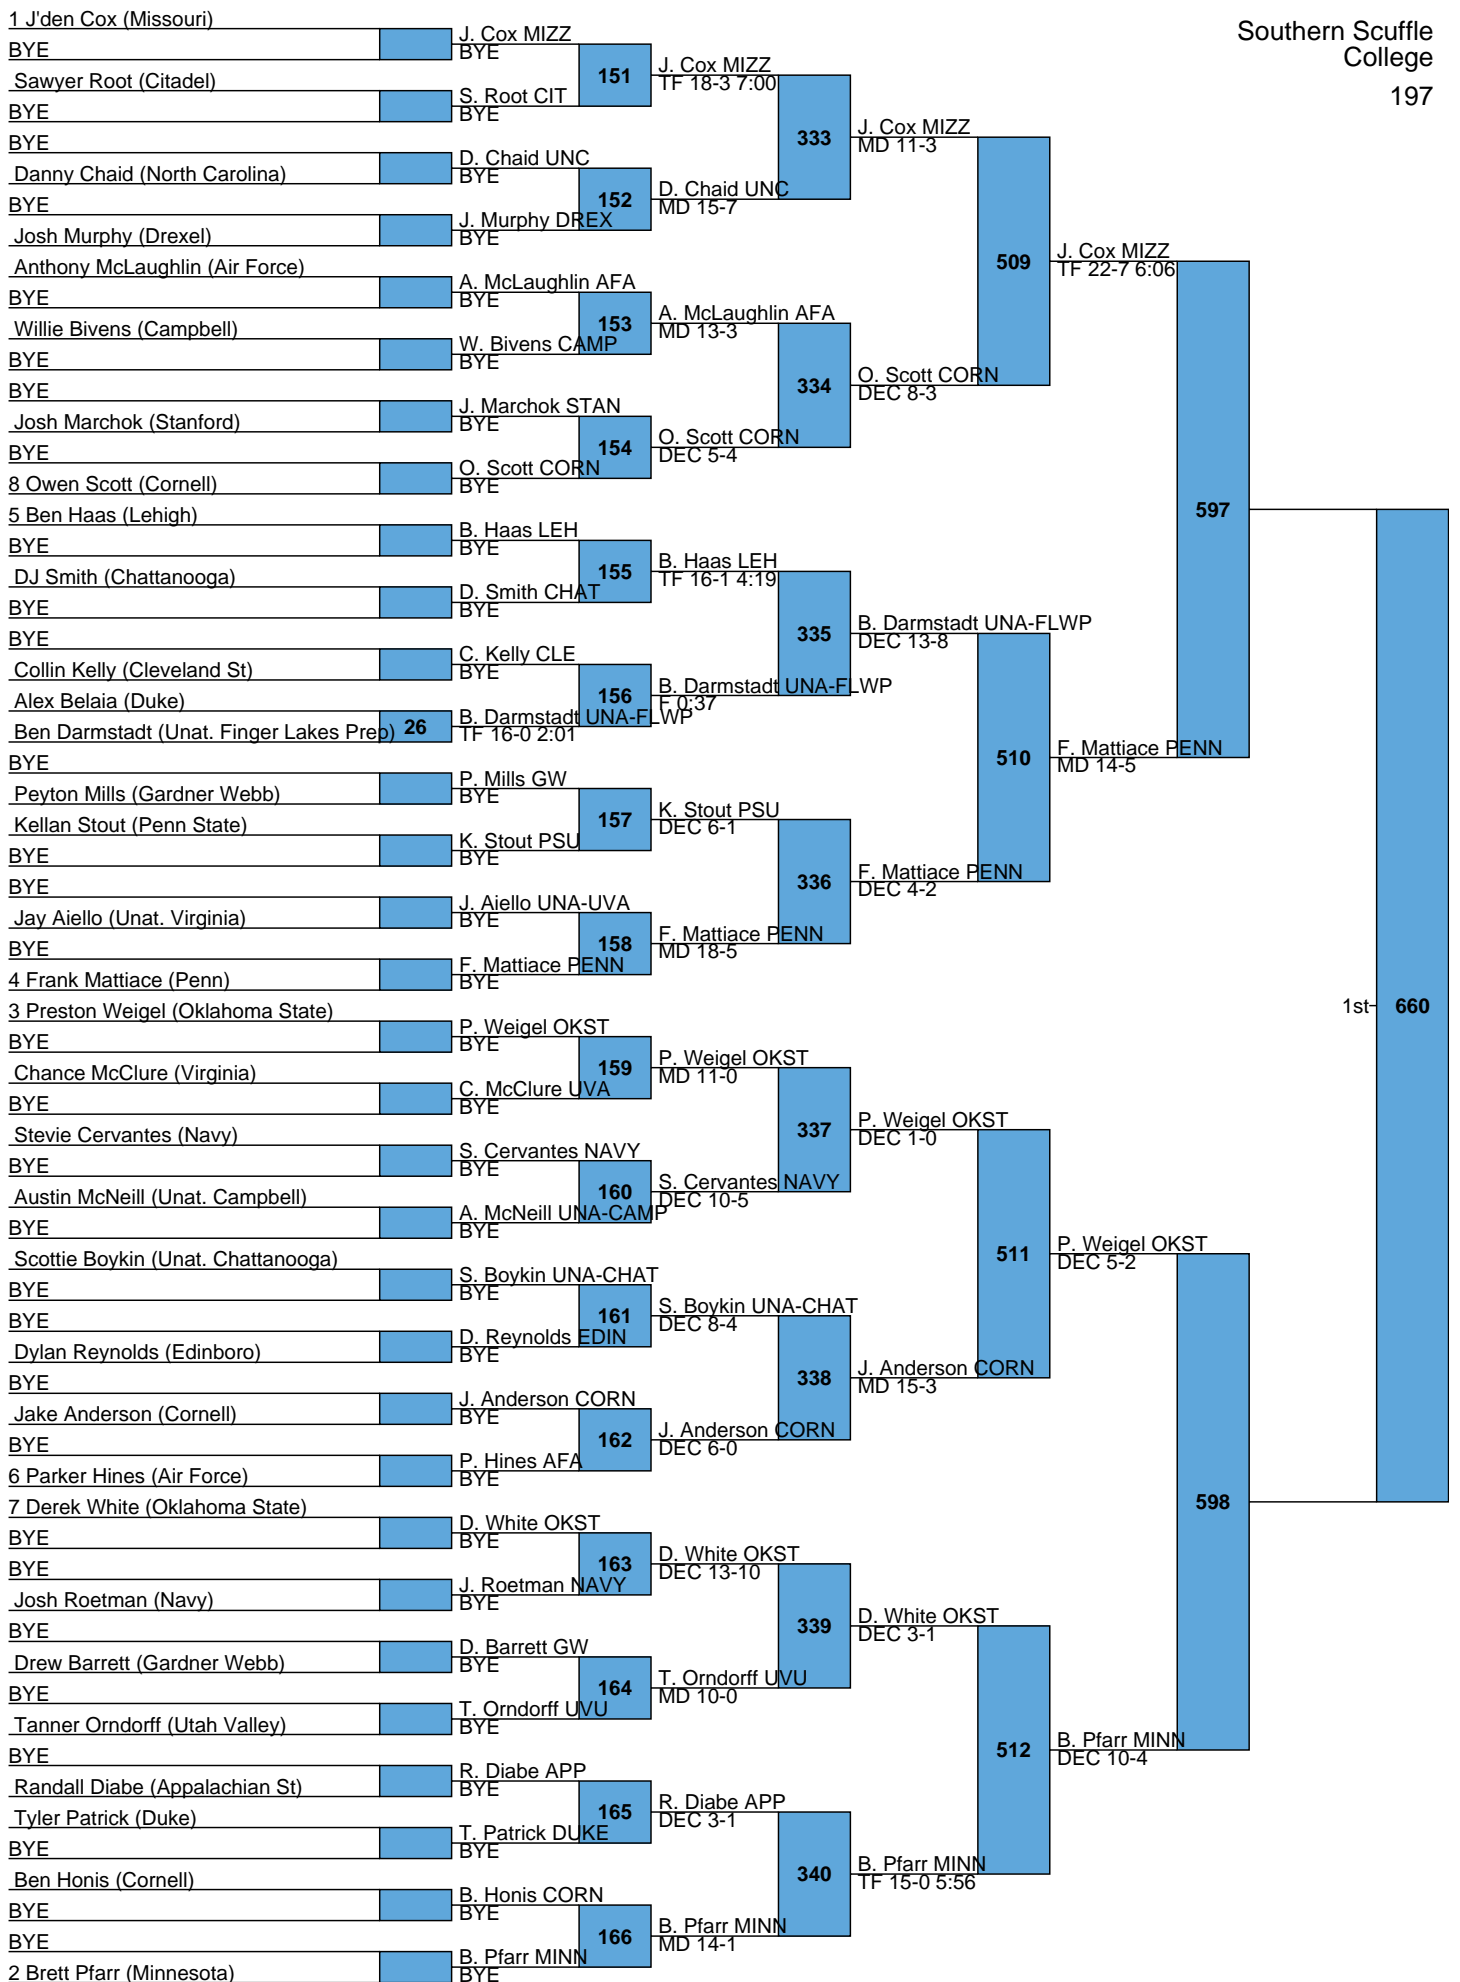 Southern Scuffle
College
197
1 J'den Cox (Missouri)
BYE
Sawyer Root (Citadel)
BYE
BYE
Danny Chaid (North Carolina)
BYE
Josh Murphy (Drexel)
Anthony McLaughlin (Air Force)
BYE
Willie Bivens (Campbell)
BYE
BYE
Josh Marchok (Stanford)
BYE
8 Owen Scott (Cornell)
5 Ben Haas (Lehigh)
BYE
DJ Smith (Chattanooga)
BYE
BYE
Collin Kelly (Cleveland St)
Alex Belaia (Duke)
Ben Darmstadt (Unat. Finger Lakes Prep)
BYE
Peyton Mills (Gardner Webb)
Kellan Stout (Penn State)
BYE
BYE
Jay Aiello (Unat. Virginia)
BYE
4 Frank Mattiace (Penn)
3 Preston Weigel (Oklahoma State)
BYE
Chance McClure (Virginia)
BYE
Stevie Cervantes (Navy)
BYE
Austin McNeill (Unat. Campbell)
BYE
Scottie Boykin (Unat. Chattanooga)
BYE
BYE
Dylan Reynolds (Edinboro)
BYE
Jake Anderson (Cornell)
BYE
6 Parker Hines (Air Force)
7 Derek White (Oklahoma State)
BYE
BYE
Josh Roetman (Navy)
BYE
Drew Barrett (Gardner Webb)
BYE
Tanner Orndorff (Utah Valley)
BYE
Randall Diabe (Appalachian St)
Tyler Patrick (Duke)
BYE
Ben Honis (Cornell)
BYE
BYE
2 Brett Pfarr (Minnesota)
26
J. Cox MIZZ
BYE
S. Root CIT
BYE
D. Chaid UNC
BYE
J. Murphy DREX
BYE
A. McLaughlin AFA
BYE
W. Bivens CAMP
BYE
J. Marchok STAN
BYE
O. Scott CORN
BYE
B. Haas LEH
BYE
D. Smith CHAT
BYE
C. Kelly CLE
BYE
B. Darmstadt UNA-FLWP
TF 16-0 2:01
P. Mills GW
BYE
K. Stout PSU
BYE
J. Aiello UNA-UVA
BYE
F. Mattiace PENN
BYE
P. Weigel OKST
BYE
C. McClure UVA
BYE
S. Cervantes NAVY
BYE
A. McNeill UNA-CAMP
BYE
S. Boykin UNA-CHAT
BYE
D. Reynolds EDIN
BYE
J. Anderson CORN
BYE
P. Hines AFA
BYE
D. White OKST
BYE
J. Roetman NAVY
BYE
D. Barrett GW
BYE
T. Orndorff UVU
BYE
R. Diabe APP
BYE
T. Patrick DUKE
BYE
B. Honis CORN
BYE
B. Pfarr MINN
BYE
151
152
153
154
155
156
157
158
159
160
161
162
163
164
165
166
J. Cox MIZZ
TF 18-3 7:00
D. Chaid UNC
MD 15-7
A. McLaughlin AFA
MD 13-3
O. Scott CORN
DEC 5-4
B. Haas LEH
TF 16-1 4:19
B. Darmstadt UNA-FLWP
F 0:37
K. Stout PSU
DEC 6-1
F. Mattiace PENN
MD 18-5
P. Weigel OKST
MD 11-0
S. Cervantes NAVY
DEC 10-5
S. Boykin UNA-CHAT
DEC 8-4
J. Anderson CORN
DEC 6-0
D. White OKST
DEC 13-10
T. Orndorff UVU
MD 10-0
R. Diabe APP
DEC 3-1
B. Pfarr MINN
MD 14-1
333
334
335
336
337
338
339
340
J. Cox MIZZ
MD 11-3
O. Scott CORN
DEC 8-3
B. Darmstadt UNA-FLWP
DEC 13-8
F. Mattiace PENN
DEC 4-2
P. Weigel OKST
DEC 1-0
J. Anderson CORN
MD 15-3
D. White OKST
DEC 3-1
B. Pfarr MINN
TF 15-0 5:56
509
510
511
512
J. Cox MIZZ
TF 22-7 6:06
F. Mattiace PENN
MD 14-5
P. Weigel OKST
DEC 5-2
B. Pfarr MINN
DEC 10-4
597
598
1st
660